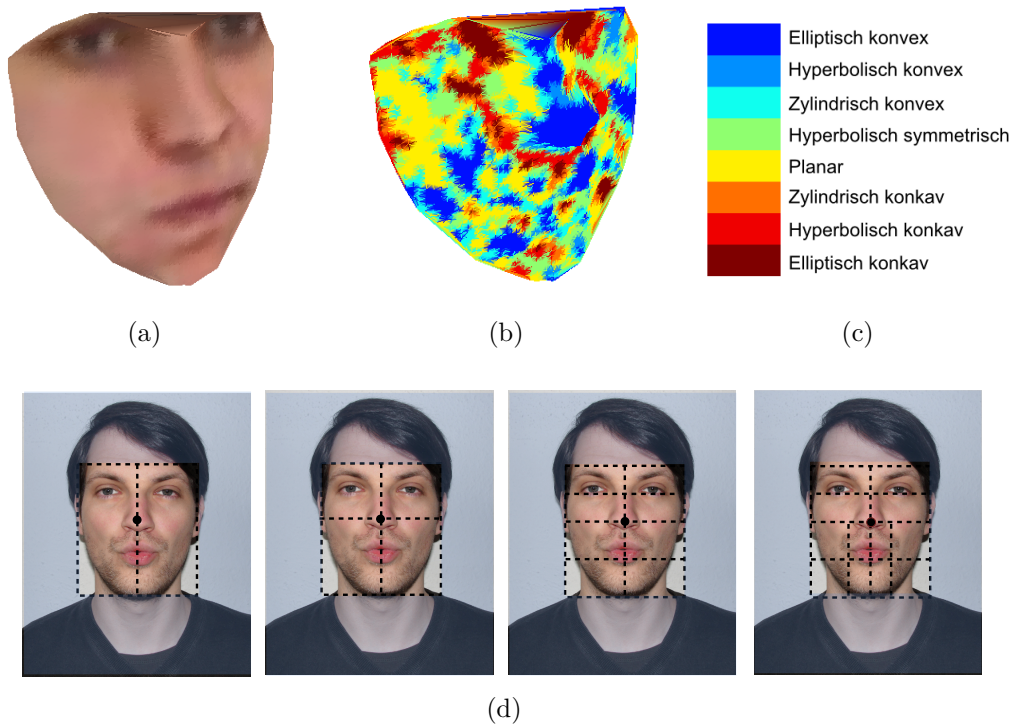 Elliptisch konvex
Hyperbolisch konvex
Zylindrisch konvex
Hyperbolisch symmetrisch
Planar
Zylindrisch konkav
Hyperbolisch konkav
Elliptisch konkav
(a)
(b)
(c)
(d)